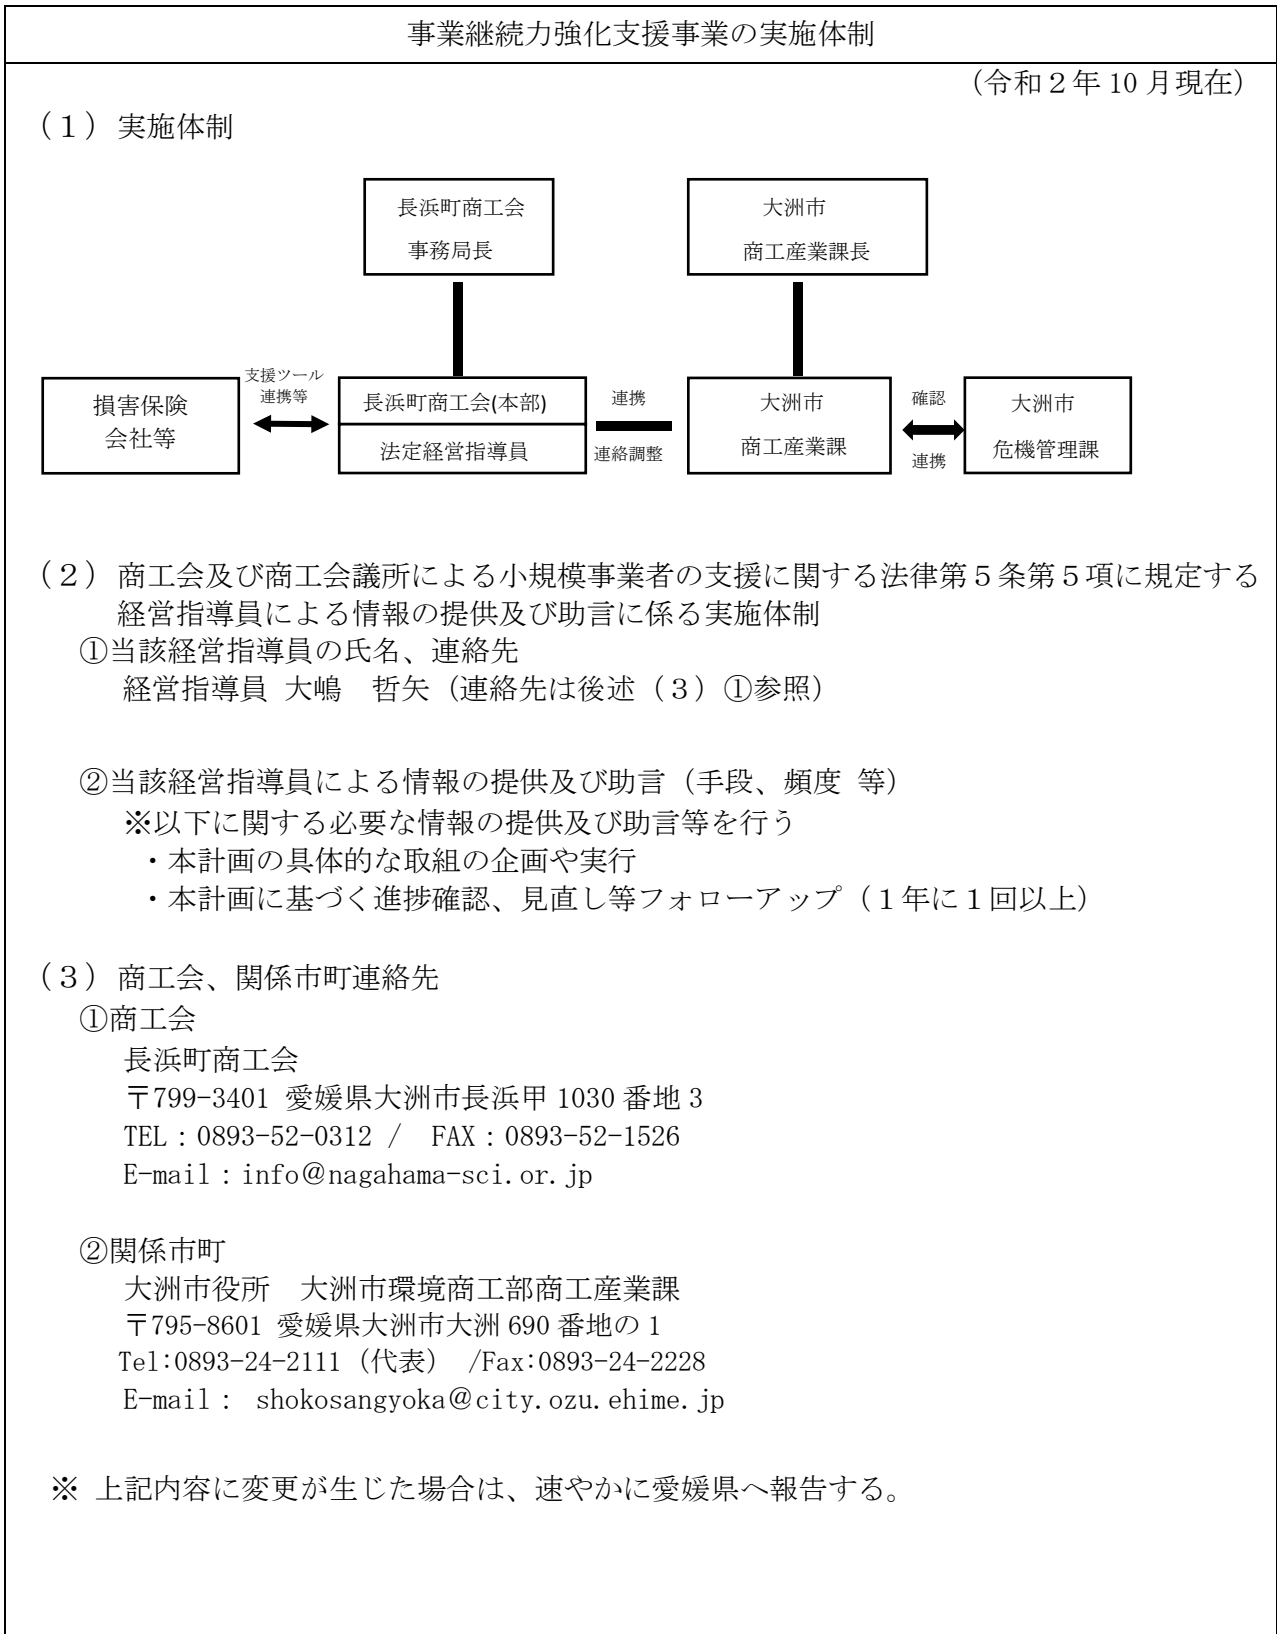 事業継続力強化支援事業の実施体制
(令和２年 10 月現在)
(１) 実施体制
長浜町商工会
事務局長
大洲市
商工産業課長
損害保険
会社等
支援ツール
連携等
長浜町商工会(本部)
法定経営指導員
連携
連絡調整
大洲市
商工産業課
確認
連携
大洲市
危機管理課
(２) 商工会及び商工会議所による小規模事業者の支援に関する法律第５条第５項に規定する
経営指導員による情報の提供及び助言に係る実施体制
①当該経営指導員の氏名、連絡先
経営指導員 大嶋　哲矢 (連絡先は後述 (３) ①参照)
②当該経営指導員による情報の提供及び助言 (手段、頻度 等)
※以下に関する必要な情報の提供及び助言等を行う
・本計画の具体的な取組の企画や実行
・本計画に基づく進捗確認、見直し等フォローアップ (１年に１回以上)
(３) 商工会、関係市町連絡先
①商工会
長浜町商工会
〒799-3401 愛媛県大洲市長浜甲 1030 番地 3
TEL：0893-52-0312 /　FAX：0893-52-1526
E-mail：info@nagahama-sci.or.jp
②関係市町
大洲市役所　大洲市環境商工部商工産業課
〒795-8601 愛媛県大洲市大洲 690 番地の 1
Tel:0893-24-2111 (代表)　/Fax:0893-24-2228
E-mail： shokosangyoka@city.ozu.ehime.jp
※ 上記内容に変更が生じた場合は、速やかに愛媛県へ報告する。